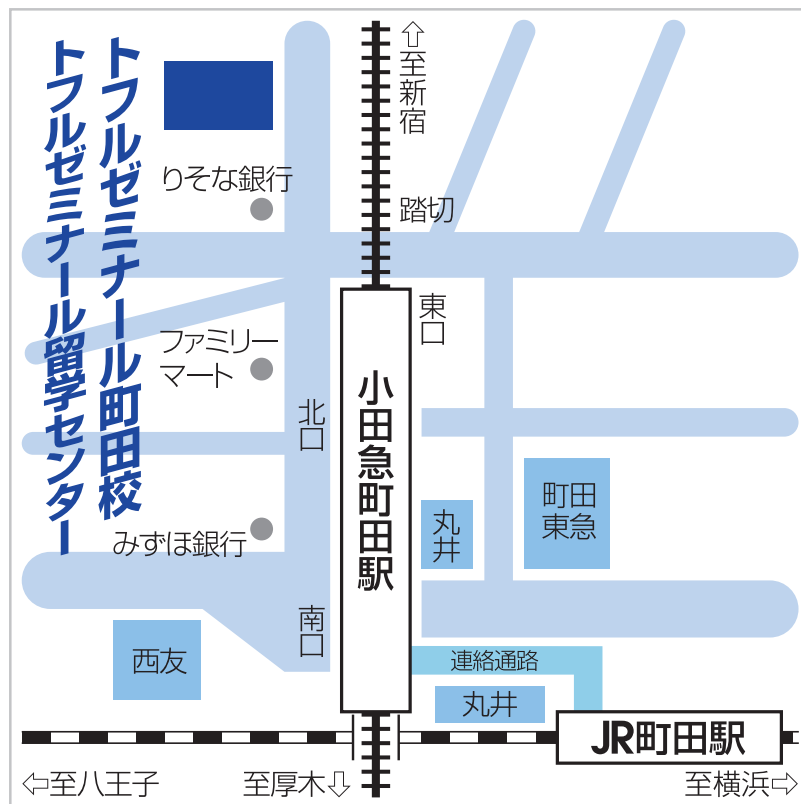 トフルゼミナール町田校
トフルゼミナール留学センター
至新宿
りそな銀行
踏切
東口
ファミリー
マート
北口
小田急町田駅
町田
東急
丸井
みずほ銀行
南口
西友
連絡通路
丸井
JR町田駅
至八王子
至厚木
至横浜